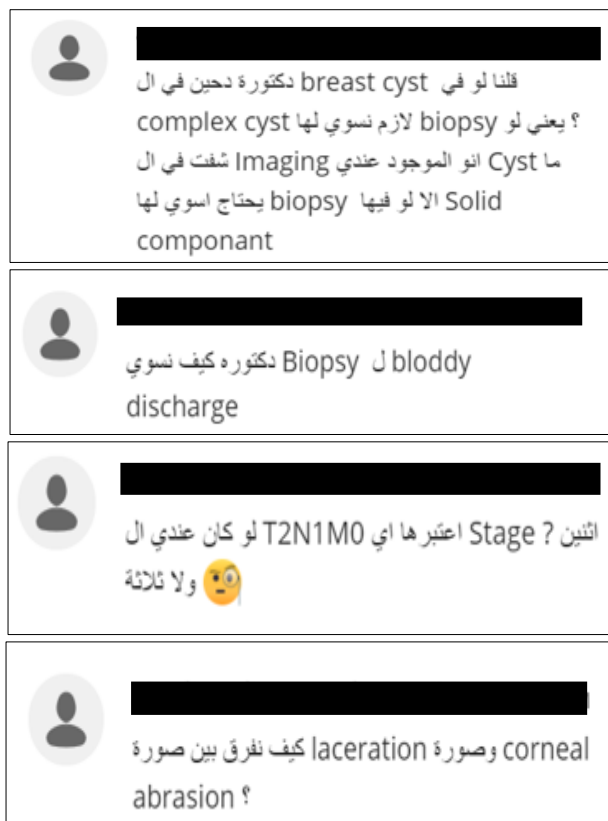 دكتورة دحين في ال breast cyst قلنا لو في
complex cyst لازم نسوي لها biopsy ؟ يعني لو
شفت في ال Imaging انو الموجود عندي Cyst ما
يحتاج اسوي لها biopsy الا لو فيها
Solid
componant
دكتوره كيف نسوي Biopsy ل bloddy
discharge
لو كان عندي ال T2N1M0 اعتبرها اي Stage ? اثنين
ولا ثلاثة 🧐
كيف نفرق بين صورة laceration وصورة corneal
abrasion ؟